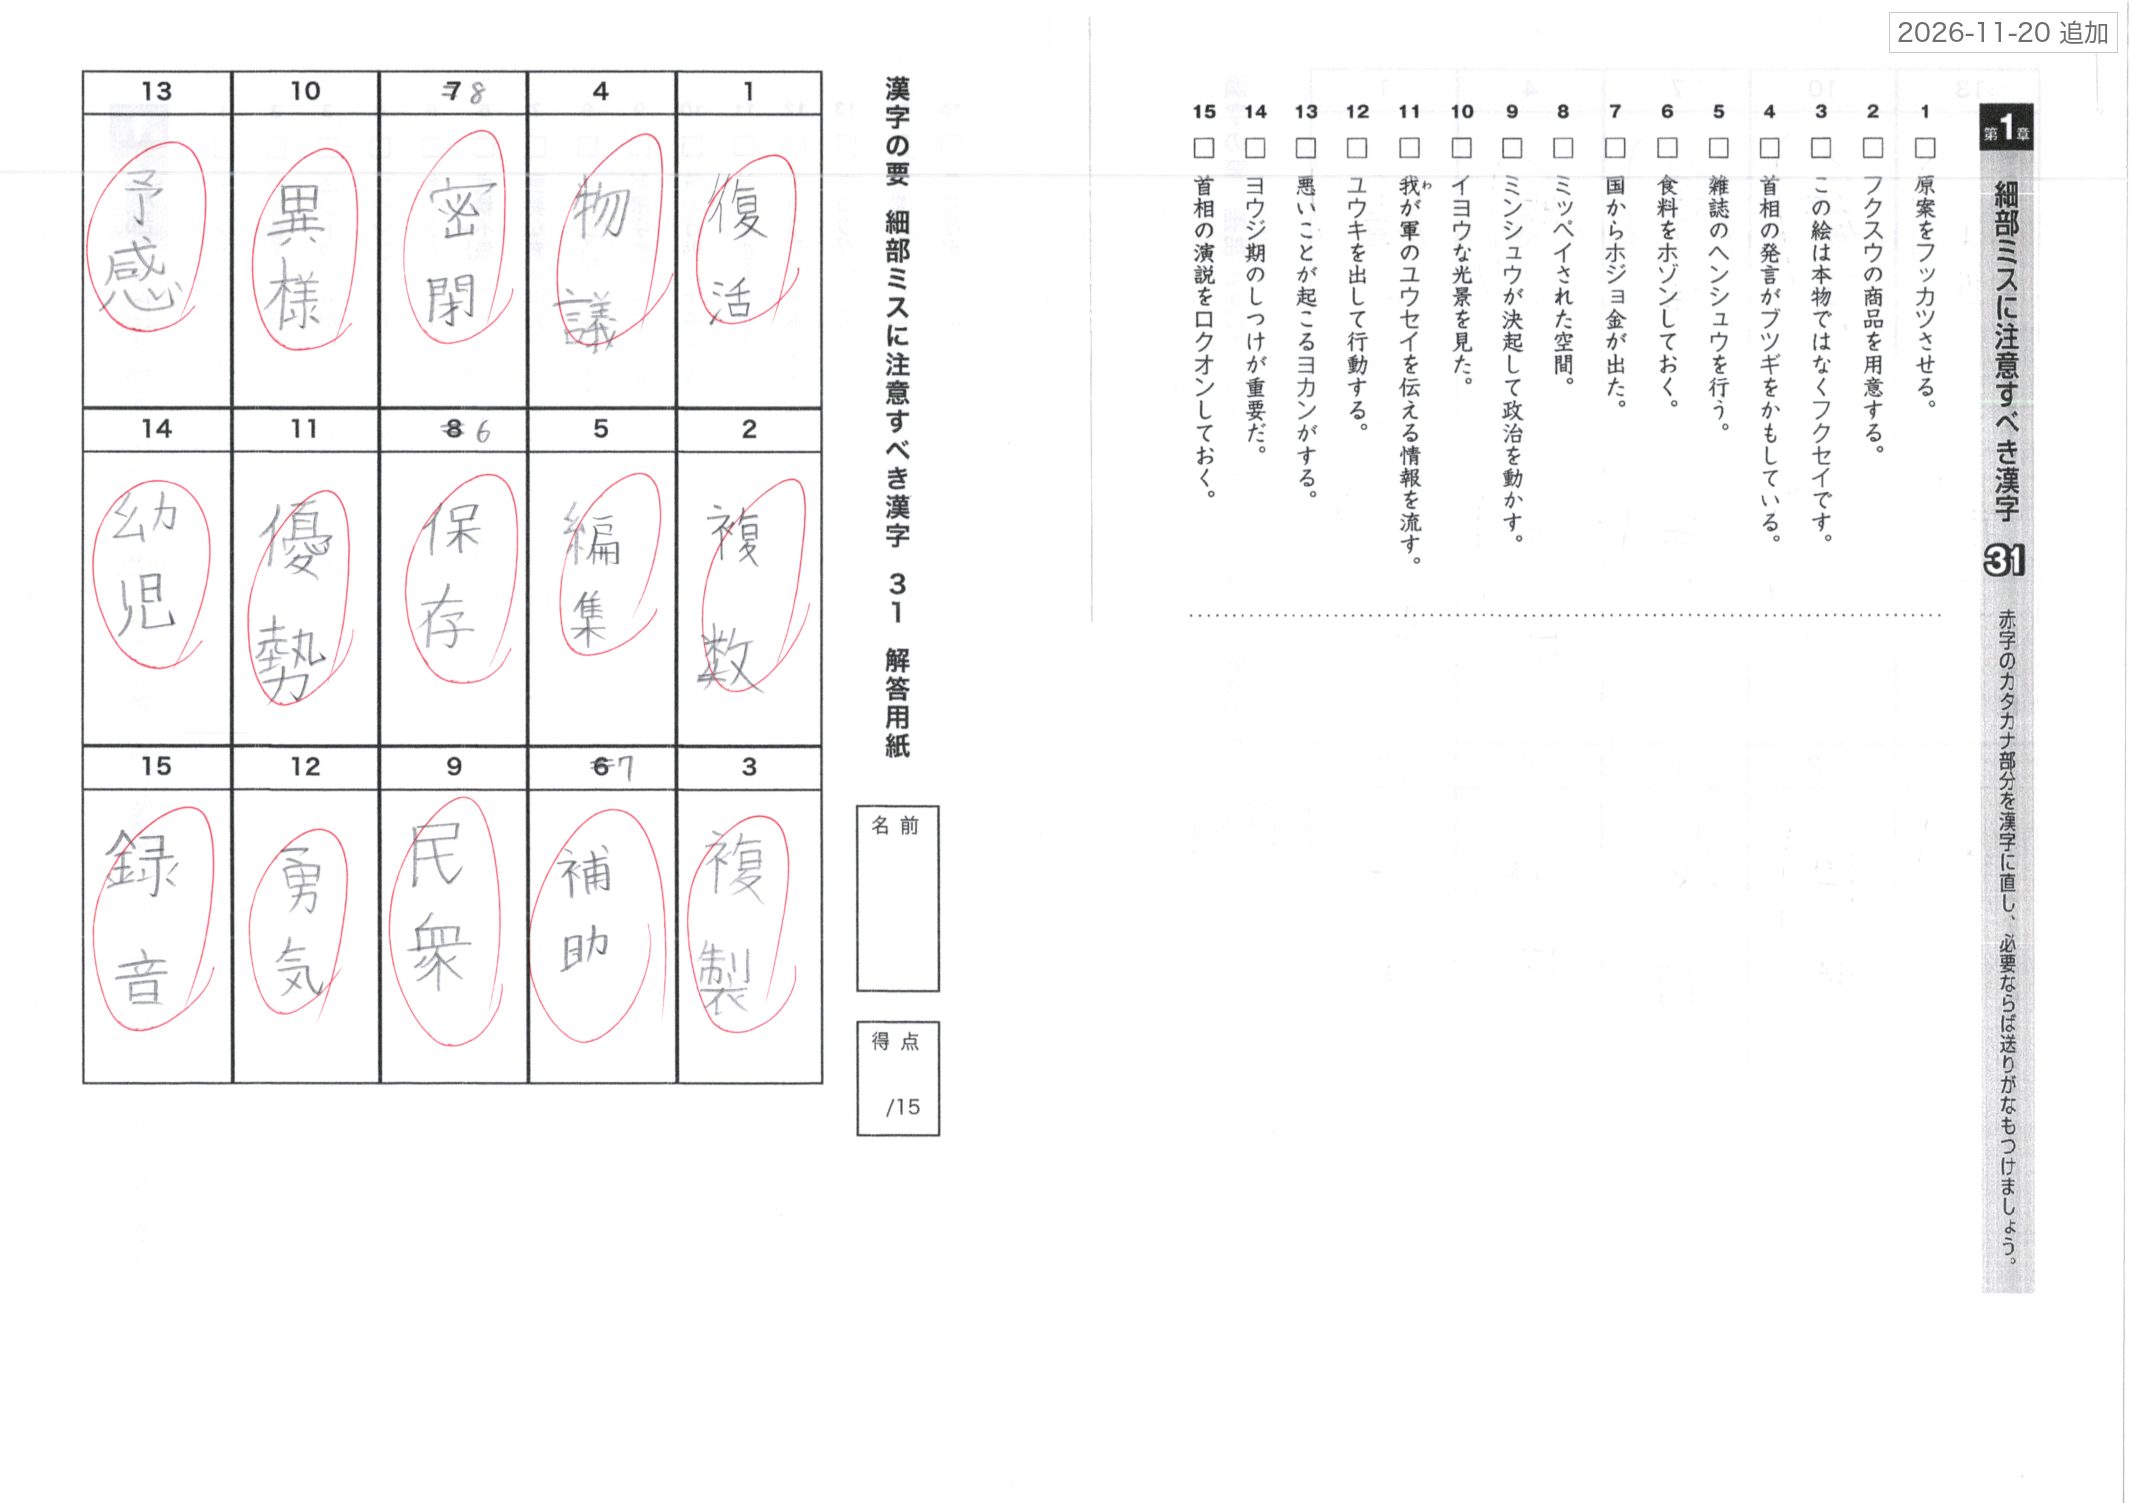 2026-11-20 追加
第1章 細部ミスに注意すべき漢字 31 赤字のカタカナ部分を漢字に直し、必要ならば送りがなもつけましょう。
1 □ 原案をフッカツさせる。
2 □ フクスウの商品を用意する。
3 □ この絵は本物ではなくフクセイです。
4 □ 首相の発言がブツギをかもしている。
5 □ 雑誌のヘンシュウを行う。
6 □ 食料をホゾンしておく。
7 □ 国からホジョ金が出た。
8 □ ミッペイされた空間。
9 □ ミンシュウが決起して政治を動かす。
10 □ イヨウな光景を見た。
11 □ 我わが軍のユウセイを伝える情報を流す。
12 □ ユウキを出して行動する。
13 □ 悪いことが起こるヨカンがする。
14 □ ヨウジ期のしつけが重要だ。
15 □ 首相の演説をロクオンしておく。
漢字の要 細部ミスに注意すべき漢字 31 解答用紙
名前
得点
/15
1
復活
2
複数
3
複製
4
物議
5
編集
6 7
補助
7 8
密閉
8 6
保存
9
民衆
10
異様
11
優勢
12
勇気
13
予感
14
幼児
15
録音